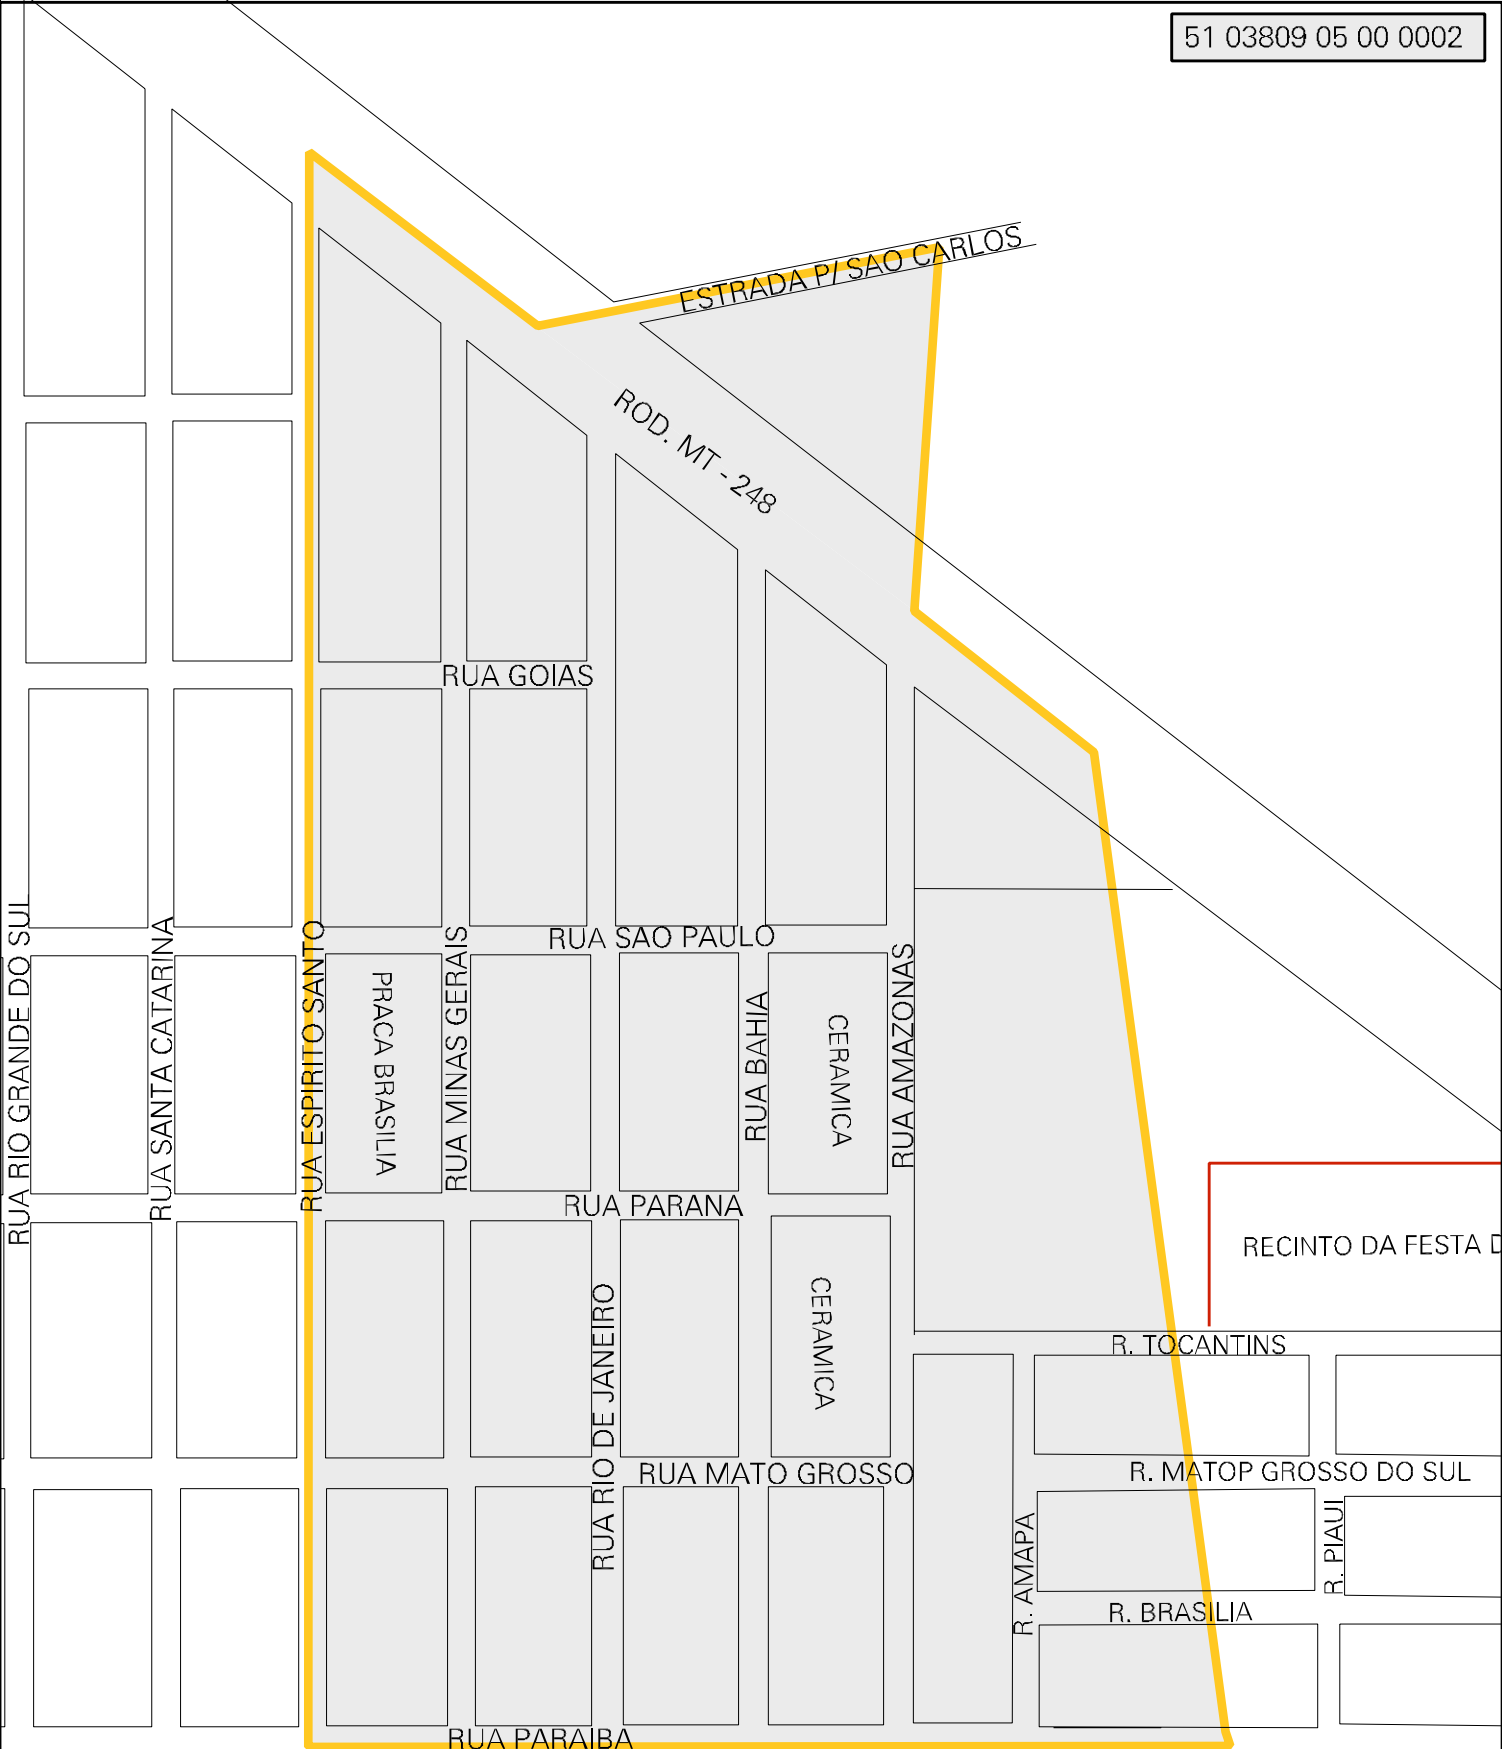 51 03809 05 00 0002
ESTRADA P/ SAO CARLOS
ROD. MT - 248
RUA GOIAS
RUA SAO PAULO
RUA RIO GRANDE DO SUL
RUA SANTA CATARINA
RUA ESPIRITO SANTO
PRACA BRASILIA
RUA MINAS GERAIS
RUA BAHIA
CERAMICA
RUA AMAZONAS
RUA PARANA
RECINTO DA FESTA D
RUA RIO DE JANEIRO
CERAMICA
R. TOCANTINS
RUA MATO GROSSO
R. MATOP GROSSO DO SUL
R. AMAPA
R. PIAUI
R. BRASILIA
RUA PARAIBA